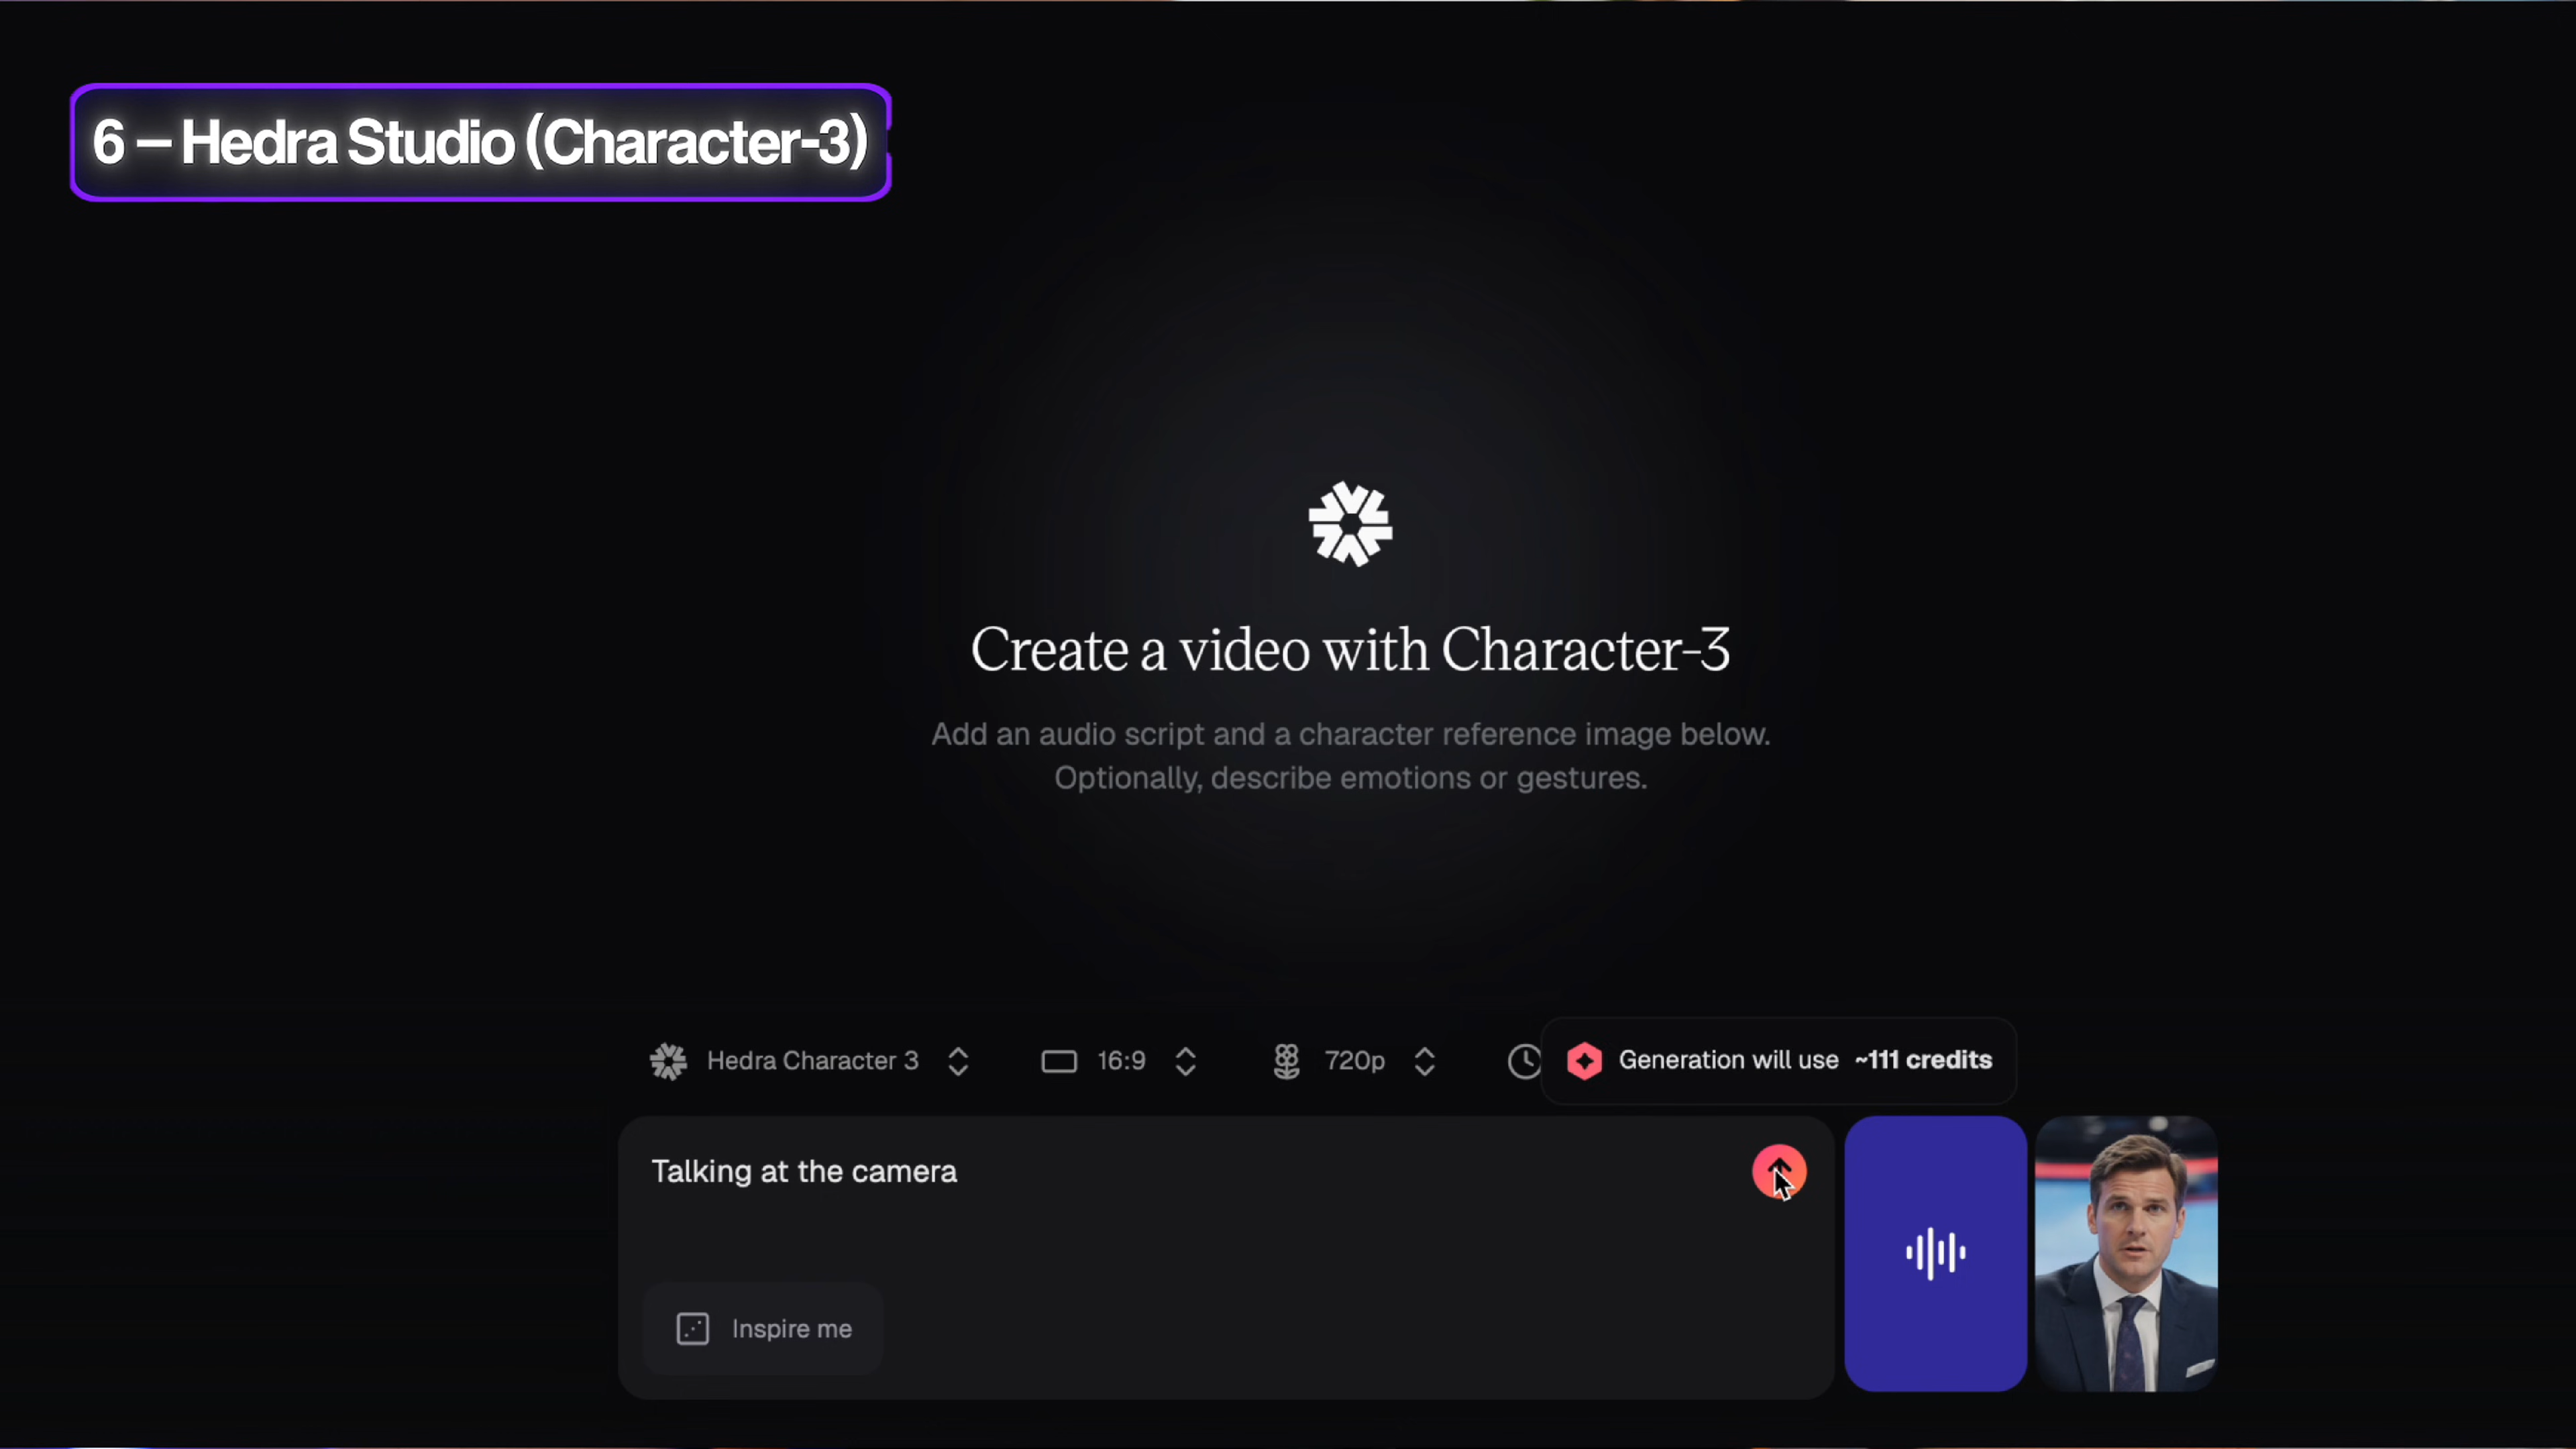 6 – Hedra Studio (Character-3)
Create a video with Character-3
Add an audio script and a character reference image below.
Optionally, describe emotions or gestures.
Hedra Character 3
16:9
720p
Generation will use ~111 credits
Talking at the camera
Inspire me